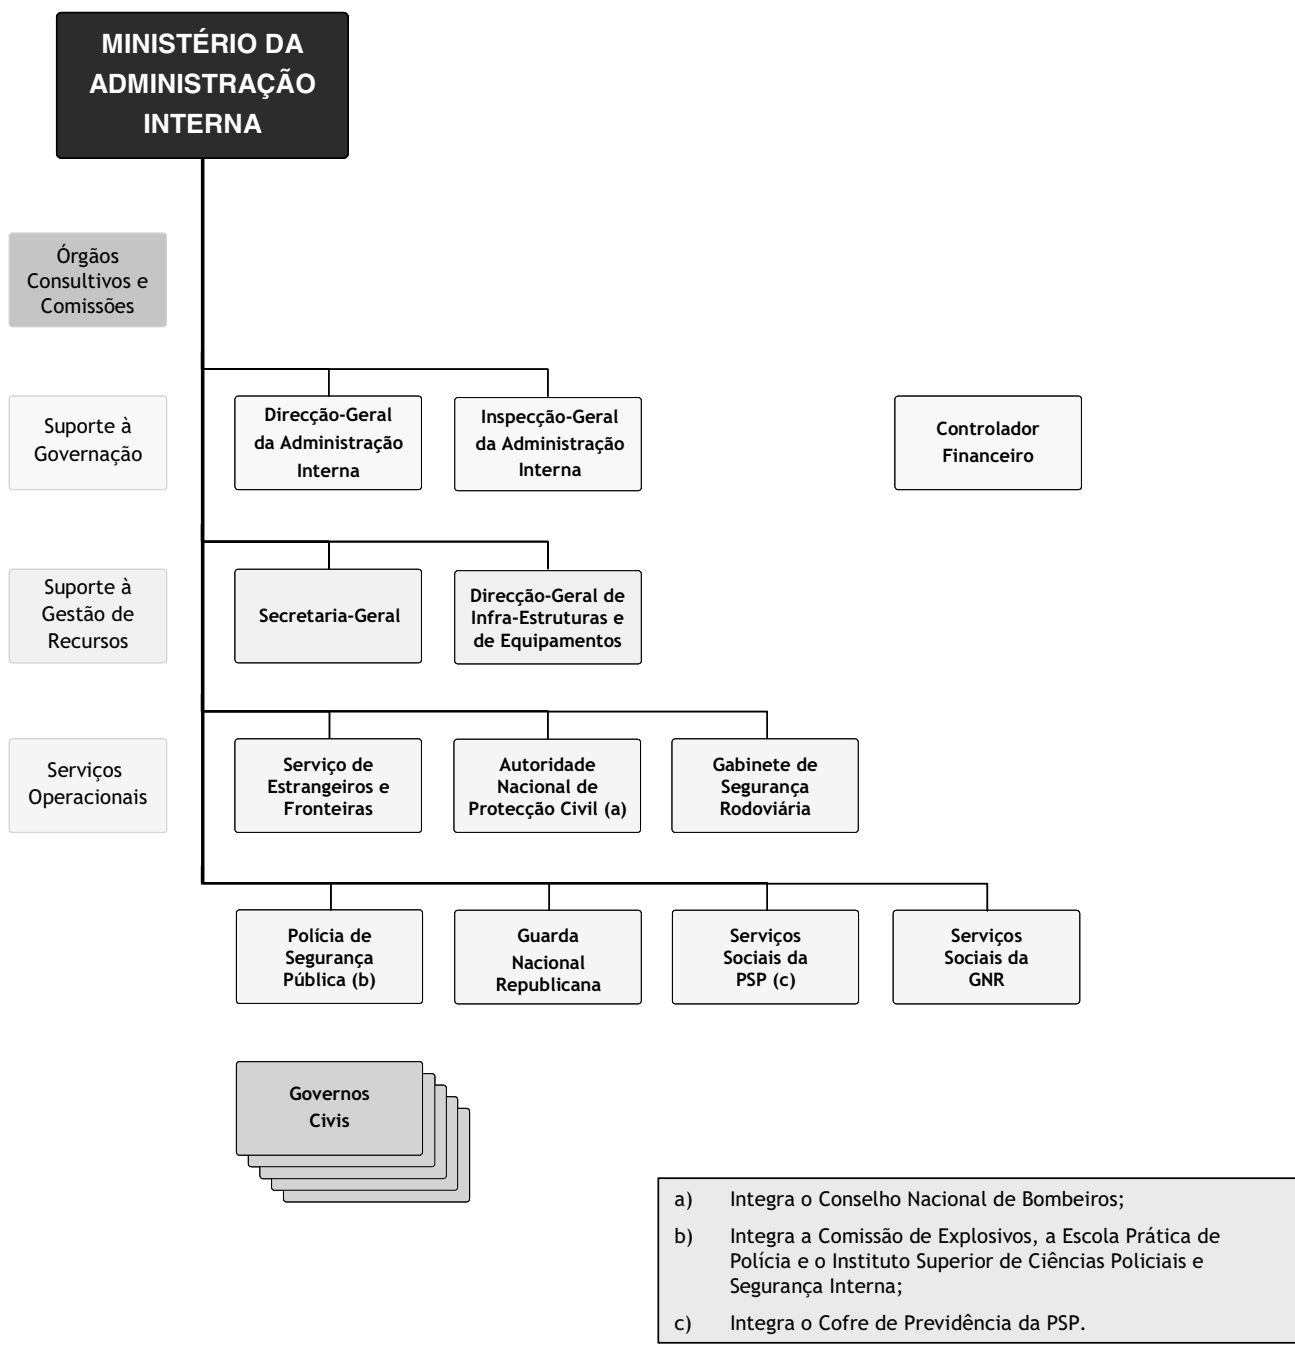 MINISTÉRIO DA
ADMINISTRAÇÃO
INTERNA
Órgãos
Consultivos e
Comissões
Suporte à
Governação
Direcção-Geral
da Administração
Interna
Inspecção-Geral
da Administração
Interna
Controlador
Financeiro
Suporte à
Gestão de
Recursos
Secretaria-Geral
Direcção-Geral de
Infra-Estruturas e
de Equipamentos
Serviços
Operacionais
Serviço de
Estrangeiros e
Fronteiras
Autoridade
Nacional de
Protecção Civil (a)
Gabinete de
Segurança
Rodoviária
Polícia de
Segurança
Pública (b)
Guarda
Nacional
Republicana
Serviços
Sociais da
PSP (c)
Serviços
Sociais da
GNR
Governos
Civis
a) Integra o Conselho Nacional de Bombeiros;
b) Integra a Comissão de Explosivos, a Escola Prática de
Polícia e o Instituto Superior de Ciências Policiais e
Segurança Interna;
c) Integra o Cofre de Previdência da PSP.